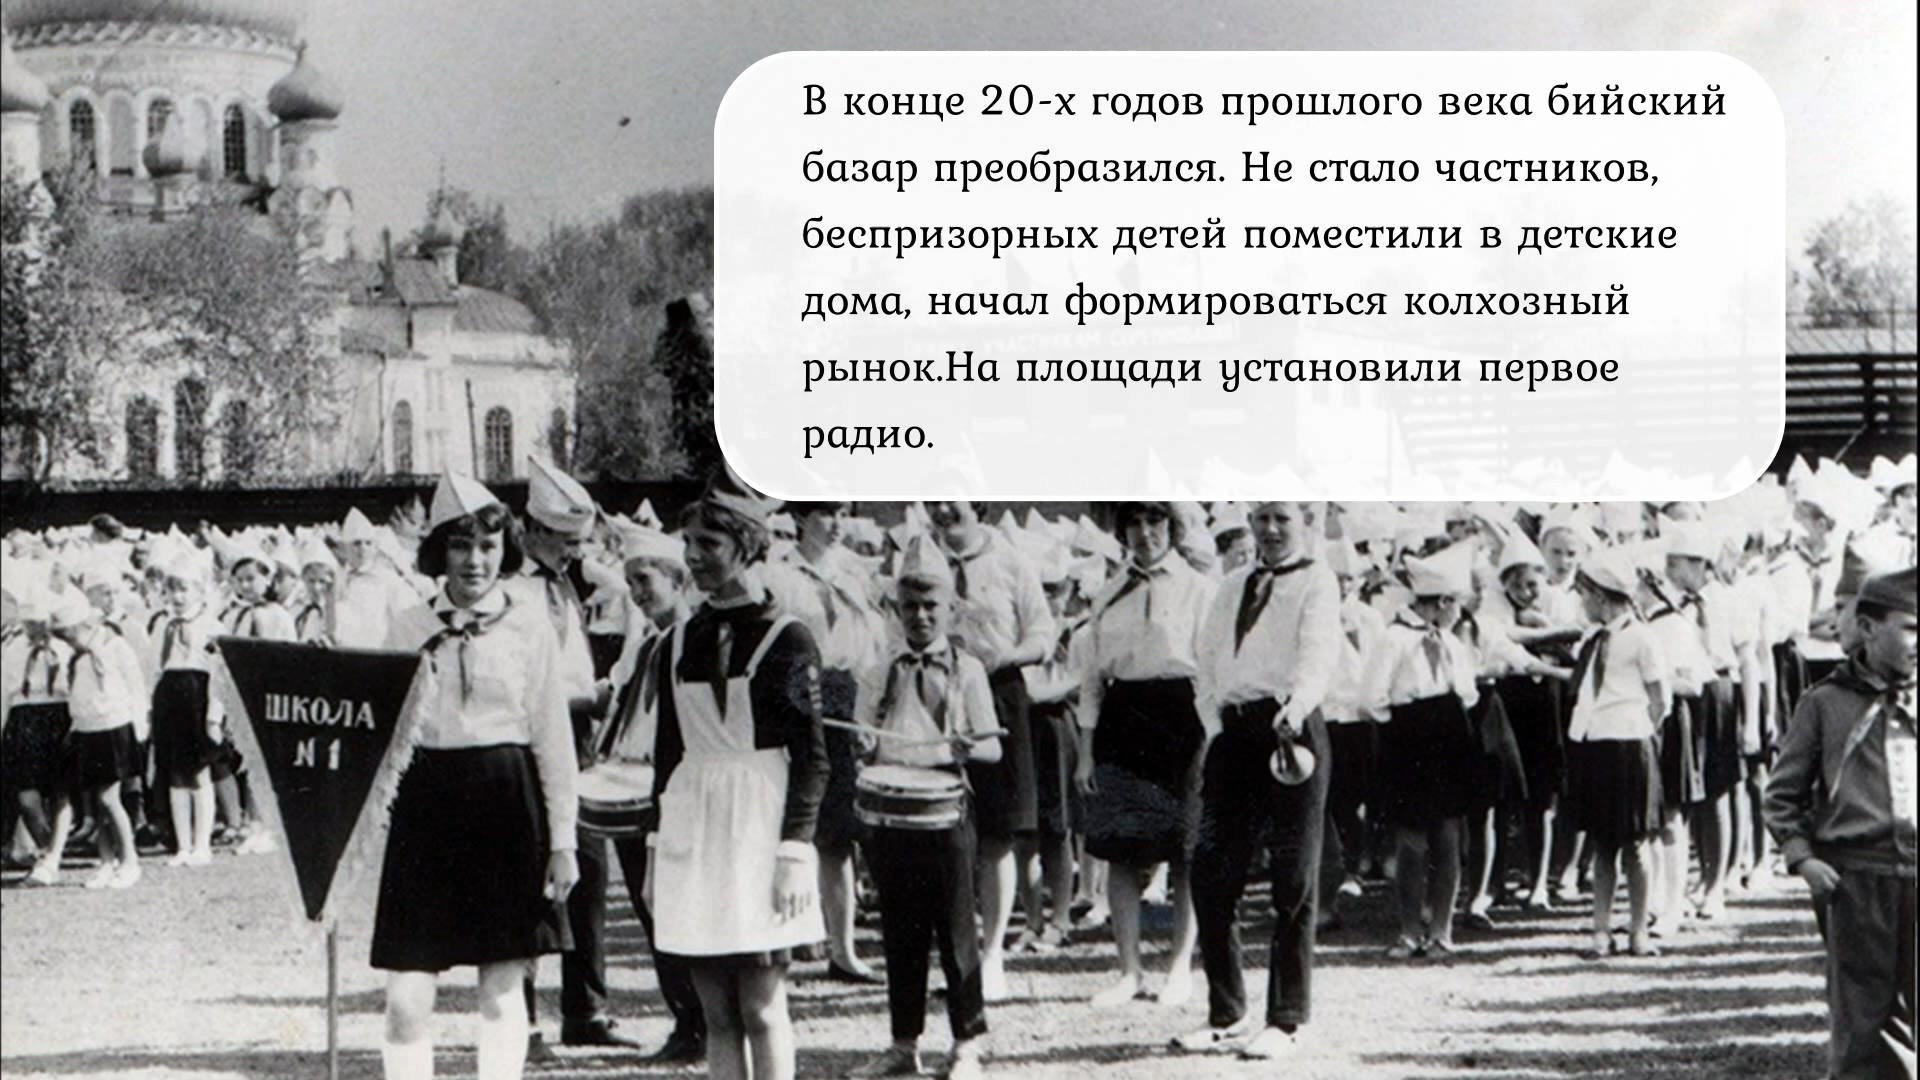 В конце 20-х годов прошлого века бийский
базар преобразился. Не стало частников,
беспризорных детей поместили в детские
дома, начал формироваться колхозный
рынок.На площади установили первое
радио.
ШКОЛА
N 1